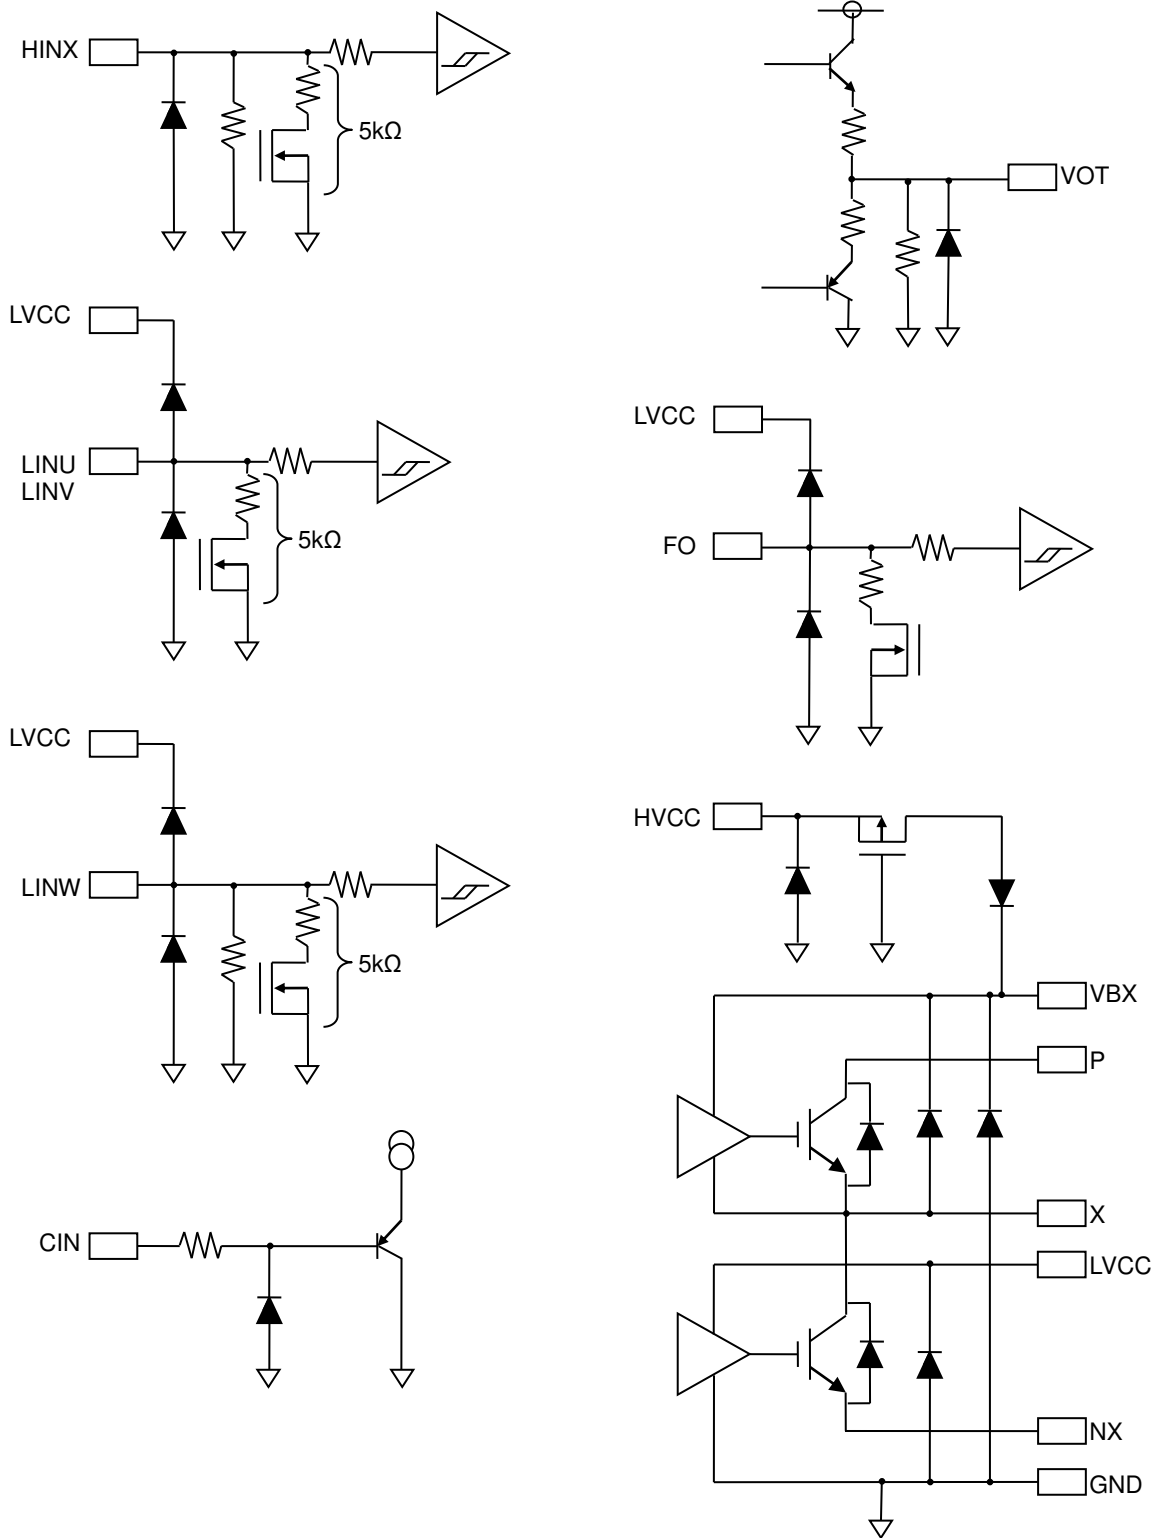 HINX
5kΩ
LVCC
LINU
LINV
5kΩ
LVCC
LINW
5kΩ
CIN
VOT
LVCC
FO
HVCC
VBX
P
X
LVCC
NX
GND